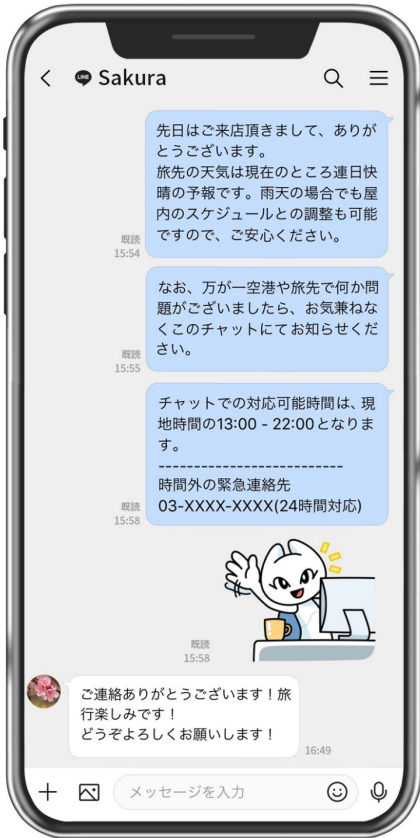 LINE Sakura
先日はご来店頂きまして、ありが
とうございます。
旅先の天気は現在のところ連日快
晴の予報です。雨天の場合でも屋
内のスケジュールとの調整も可能
ですので、ご安心ください。
既読
15:54
なお、万が一空港や旅先で何か問
題がございましたら、お気兼ねな
くこのチャットにてお知らせくだ
さい。
既読
15:55
チャットでの対応可能時間は、現
地時間の13:00 - 22:00となりま
す。
--------------------------
時間外の緊急連絡先
03-XXXX-XXXX(24時間対応)
既読
15:58
既読
15:58
ご連絡ありがとうございます！旅
行楽しみです！
どうぞよろしくお願いします！
16:49
メッセージを入力